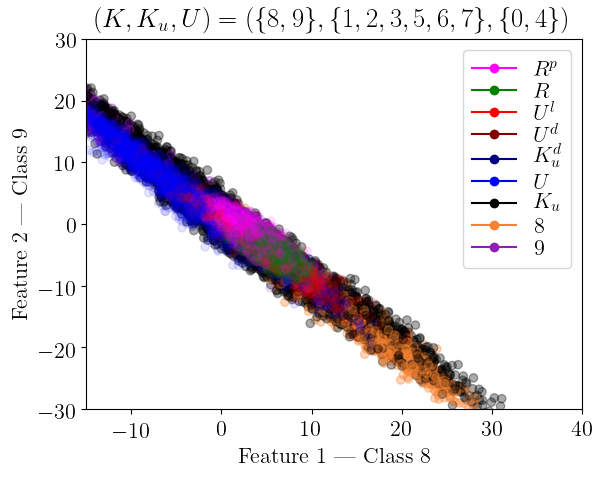 (K, K_u, U) = ({8, 9}, {1, 2, 3, 5, 6, 7}, {0, 4})
30
20
10
0
−10
−20
−30
−10
0
10
20
30
40
Feature 2 — Class 9
Feature 1 — Class 8
R^p
R
U^l
U^d
K_u^d
U
K_u
8
9